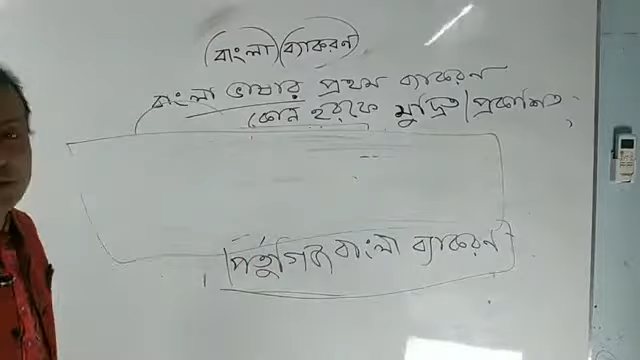 (বাংলা) (ব্যাকরণ)
বাংলা ভাষার প্রথম ব্যাকরণ
কোন হরফে মুদ্রিত/প্রকাশিত ;
পর্তুগিজ বাংলা ব্যাকরণ